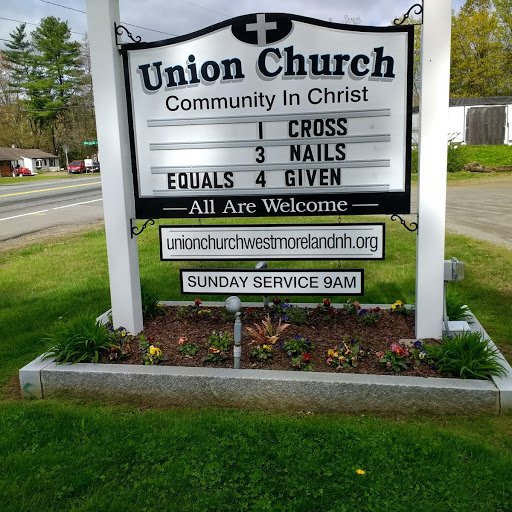 Union Church
Community In Christ
1 CROSS
3 NAILS
EQUALS 4 GIVEN
All Are Welcome
unionchurchwestmorelandnh.org
SUNDAY SERVICE 9AM